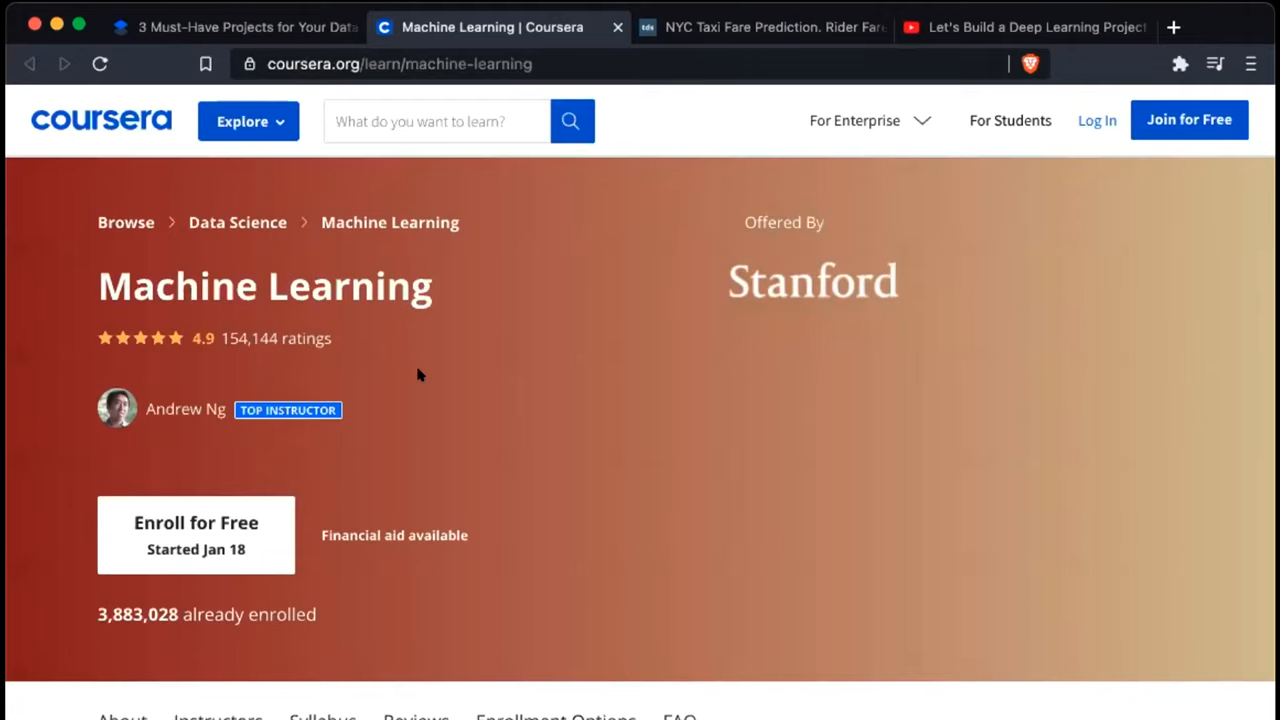 3 Must-Have Projects for Your Data
Machine Learning | Coursera
NYC Taxi Fare Prediction. Rider Fare
Let's Build a Deep Learning Project
coursera.org/learn/machine-learning
coursera
Explore
What do you want to learn?
For Enterprise
For Students
Log In
Join for Free
Browse > Data Science > Machine Learning
Offered By
Machine Learning
Stanford
4.9 154,144 ratings
Andrew Ng TOP INSTRUCTOR
Enroll for Free
Started Jan 18
Financial aid available
3,883,028 already enrolled
About
Instructors
Syllabus
Reviews
Enrollment Options
FAQ